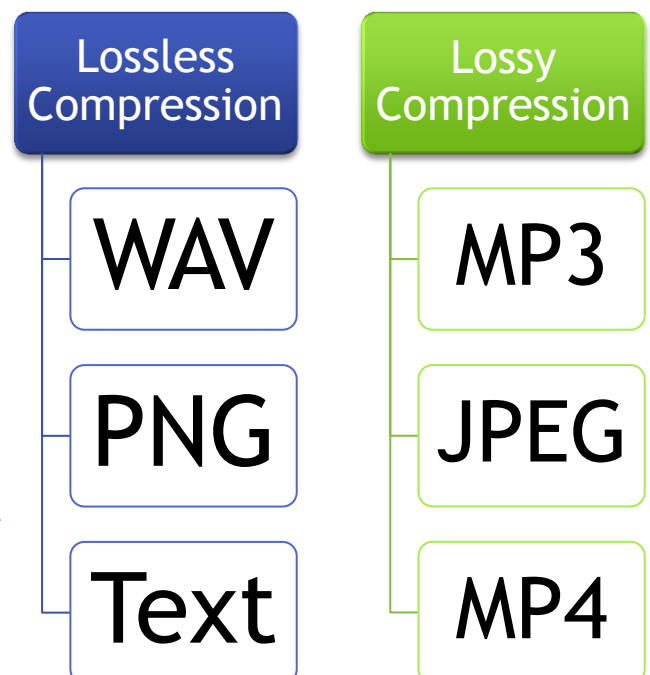 Lossless
Compression
WAV
PNG
Text
Lossy
Compression
MP3
JPEG
MP4